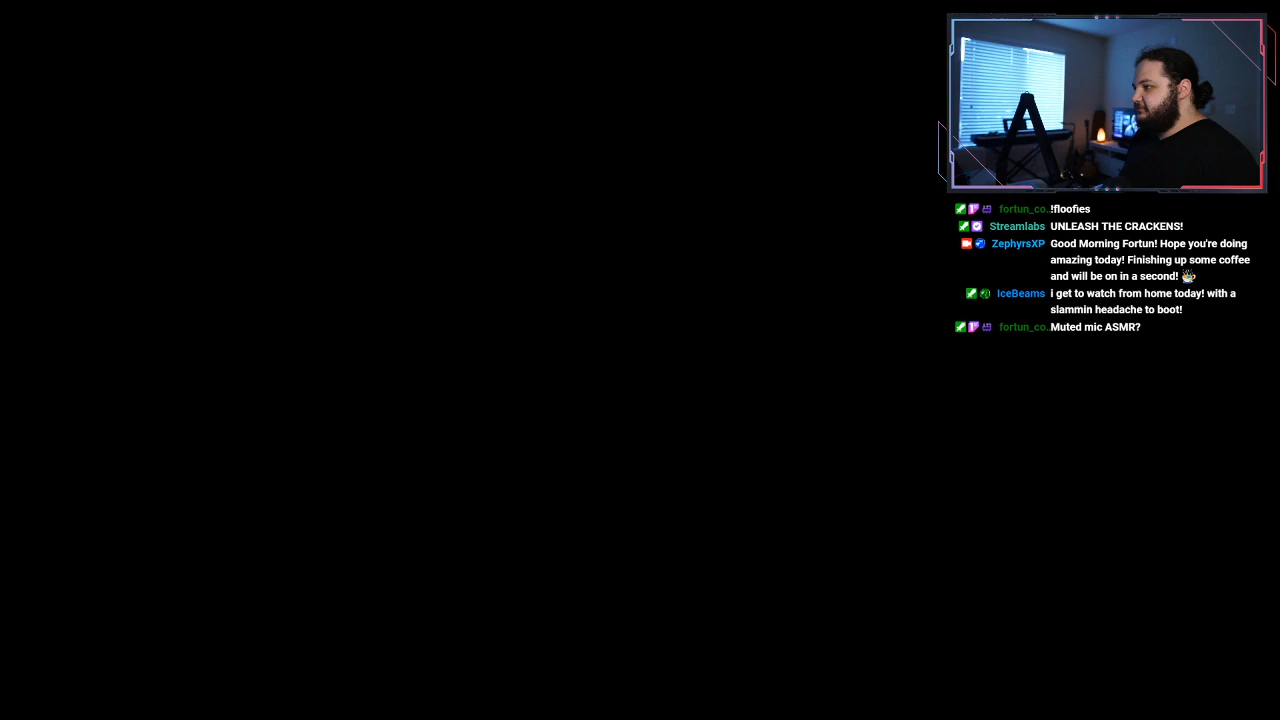 fortun_co..!floofies
Streamlabs UNLEASH THE CRACKENS!
ZephyrsXP Good Morning Fortun! Hope you're doing
amazing today! Finishing up some coffee
and will be on in a second!
IceBeams i get to watch from home today! with a
slammin headache to boot!
fortun_co..Muted mic ASMR?